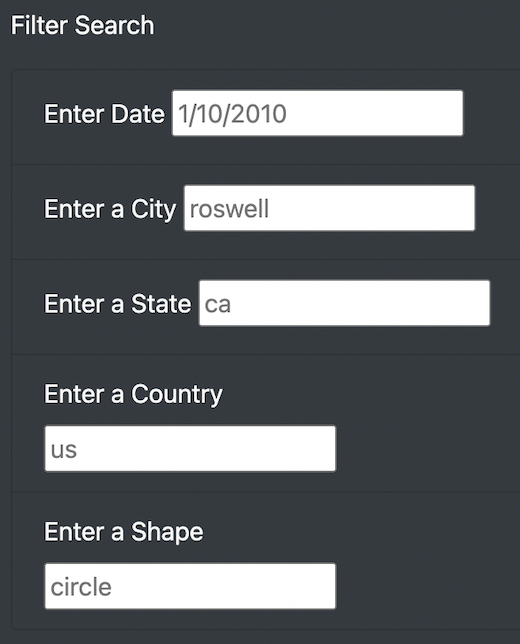 Filter Search
Enter Date 1/10/2010
Enter a City roswell
Enter a State ca
Enter a Country
us
Enter a Shape
circle